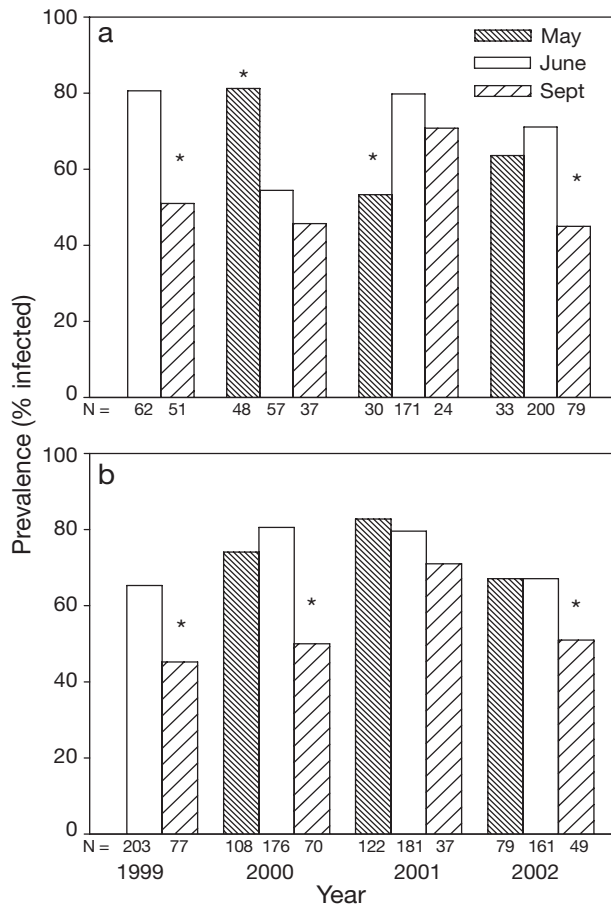 100
a
May
June
Sept
80
60
40
20
0
* * * *
N = 62 51 48 57 37 30 171 24 33 200 79
Prevalence (% infected)
100
b
80
60
40
20
0
* * *
N = 203 77 108 176 70 122 181 37 79 161 49
1999 2000 2001 2002
Year